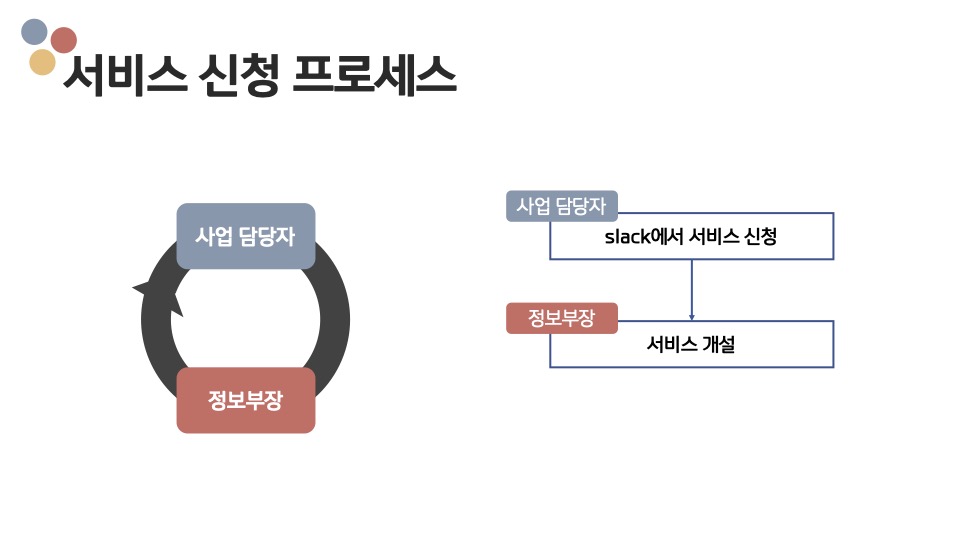 서비스 신청 프로세스
사업 담당자
정보부장
사업 담당자
slack에서 서비스 신청
정보부장
서비스 개설